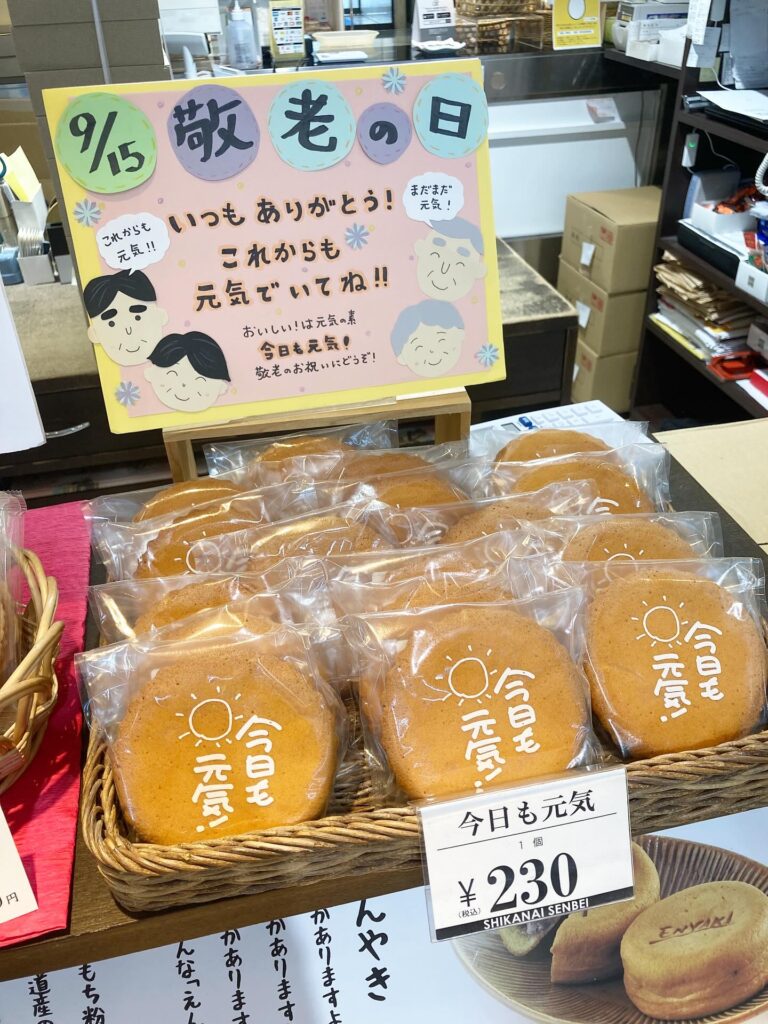 9/15 敬老の日
いつも ありがとう!
これからも
元気で いてね!!
おいしい!は元気の素
今日も元気!
敬老のお祝いにどうぞ!
これからも
元気!!
まだまだ
元気!
今日も
元気!
今日も
元気!
今日も
元気!
今日も元気
1個
¥230
(税込)
SHIKANAI SENBEI
円
んやき
がありますよ
があります
があります
んな「えん
もち粉
道産の
ENYAKI